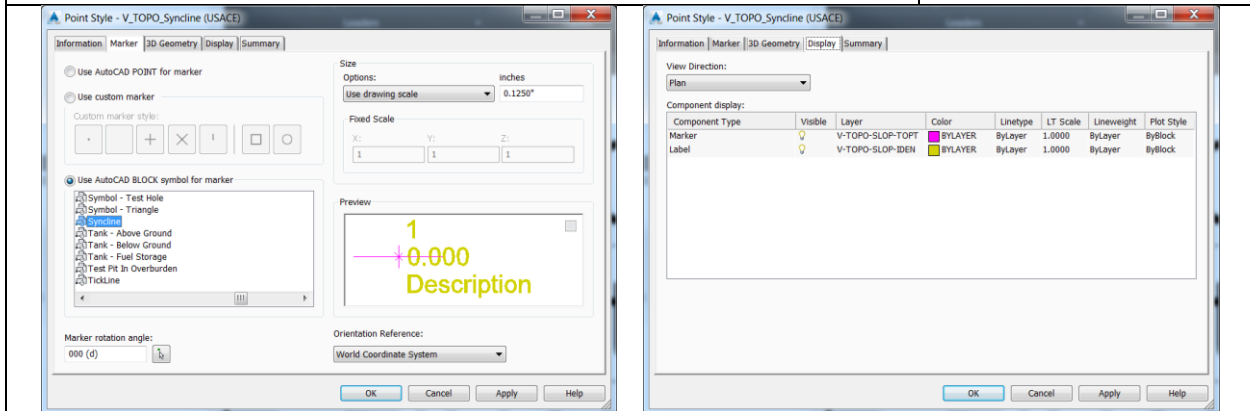 Point Style - V_TOPO_Syncline (USACE)
Information Marker 3D Geometry Display Summary
Use AutoCAD POINT for marker
Use custom marker
Custom marker style:
Use AutoCAD BLOCK symbol for marker
Symbol - Test Hole
Symbol - Triangle
Syncline
Tank - Above Ground
Tank - Below Ground
Tank - Fuel Storage
Test Pit In Overburden
TickLine
Marker rotation angle:
000 (d)
Size
Options: inches
Use drawing scale 0.1250"
Fixed Scale
X: Y: Z:
1 1 1
Preview
1
0.000
Description
Orientation Reference:
World Coordinate System
OK Cancel Apply Help
Point Style - V_TOPO_Syncline (USACE)
Information Marker 3D Geometry Display Summary
View Direction:
Plan
Component display:
Component Type Visible Layer Color Linetype LT Scale Lineweight Plot Style
Marker V-TOPO-SLOP-TOPT BYLAYER ByLayer 1.0000 ByLayer ByBlock
Label V-TOPO-SLOP-IDEN BYLAYER ByLayer 1.0000 ByLayer ByBlock
OK Cancel Apply Help